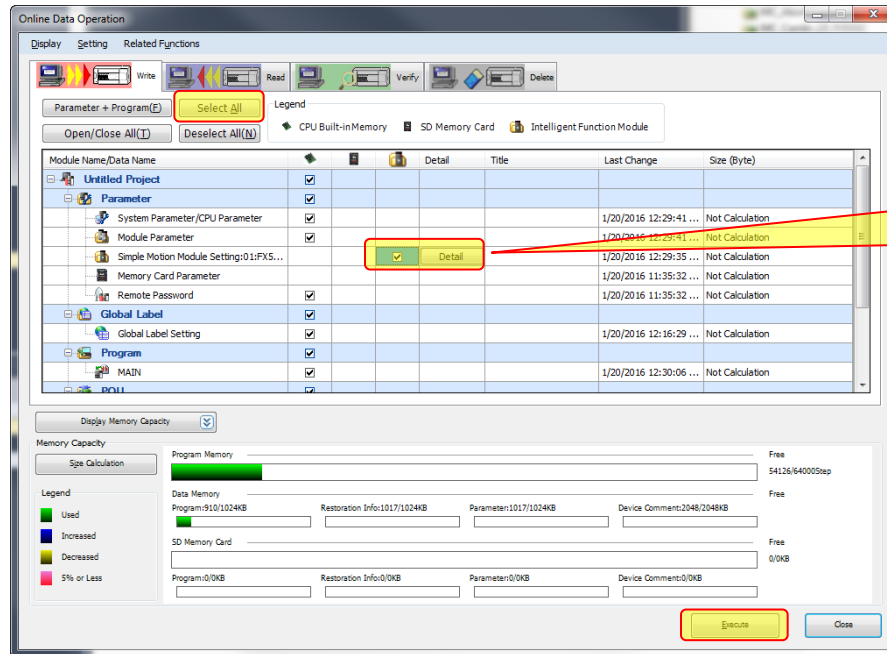 Online Data Operation
Display Setting Related Functions
Write Read Verify Delete
Parameter + Program(F) Select All Legend
Open/Close All(T) Deselect All(N) CPU Built-in Memory SD Memory Card Intelligent Function Module
Module Name/Data Name Detail Title Last Change Size (Byte)
Untitled Project
Parameter
System Parameter/CPU Parameter 1/20/2016 12:29:41 ... Not Calculation
Module Parameter 1/20/2016 12:29:41 ... Not Calculation
Simple Motion Module Setting:01:FX5... Detail 1/20/2016 12:29:35 ... Not Calculation
Memory Card Parameter 1/20/2016 11:35:32 ... Not Calculation
Remote Password 1/20/2016 11:35:32 ... Not Calculation
Global Label
Global Label Setting 1/20/2016 12:16:29 ... Not Calculation
Program
MAIN 1/20/2016 12:30:06 ... Not Calculation
POU
Display Memory Capacity
Memory Capacity
Size Calculation Program Memory Free
54126/64000Step
Legend Data Memory Free
Used Program:910/1024KB Restoration Info:1017/1024KB Parameter:1017/1024KB Device Comment:2048/2048KB
Increased SD Memory Card Free
Decreased 0/0KB
5% or Less Program:0/0KB Restoration Info:0/0KB Parameter:0/0KB Device Comment:0/0KB
Execute Close